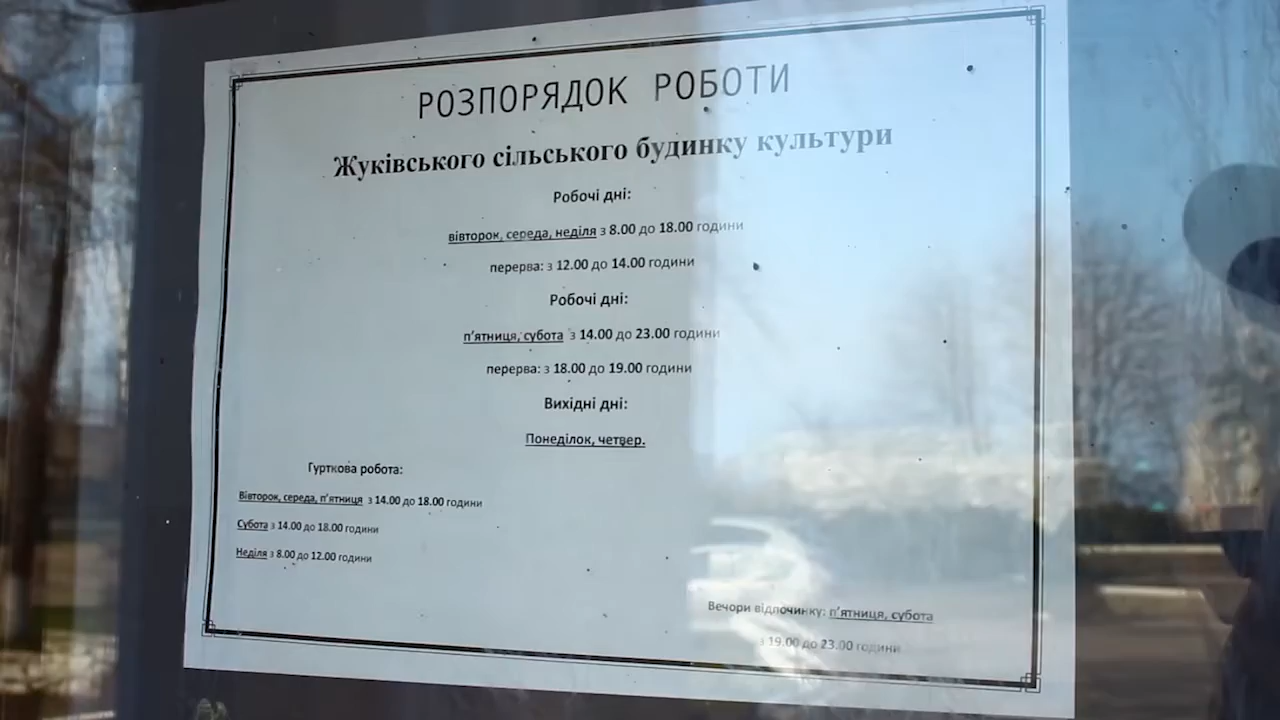 РОЗПОРЯДОК РОБОТИ
Жуківського сільського будинку культури
Робочі дні:
вівторок, середа, неділя з 8.00 до 18.00 години
перерва: з 12.00 до 14.00 години
Робочі дні:
п'ятниця, субота з 14.00 до 23.00 години
перерва: з 18.00 до 19.00 години
Вихідні дні:
Понеділок, четвер.
Гурткова робота:
Вівторок, середа, п'ятниця з 14.00 до 18.00 години
Субота з 14.00 до 18.00 години
Неділя з 8.00 до 12.00 години
Вечори відпочинку: п'ятниця, субота
з 19.00 до 23.00 години